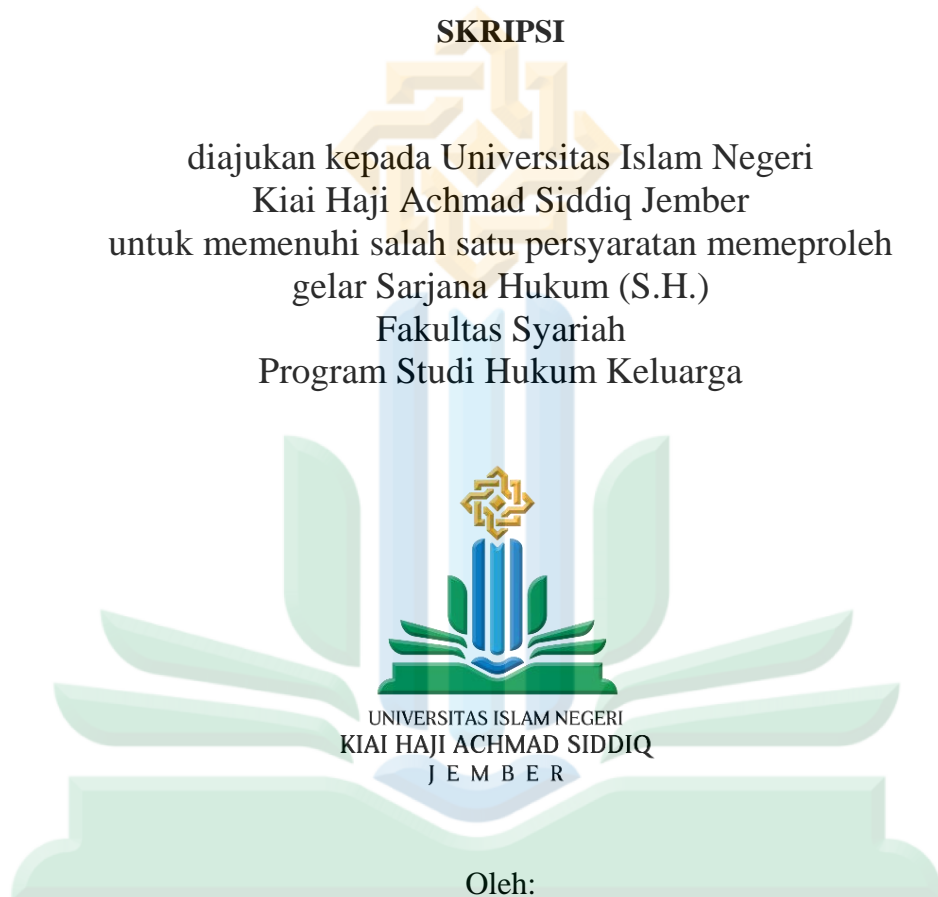 SKRIPSI
diajukan kepada Universitas Islam Negeri
Kiai Haji Achmad Siddiq Jember
untuk memenuhi salah satu persyaratan memeproleh
gelar Sarjana Hukum (S.H.)
Fakultas Syariah
Program Studi Hukum Keluarga
UNIVERSITAS ISLAM NEGERI
KIAI HAJI ACHMAD SIDDIQ
JEMBER
Oleh: